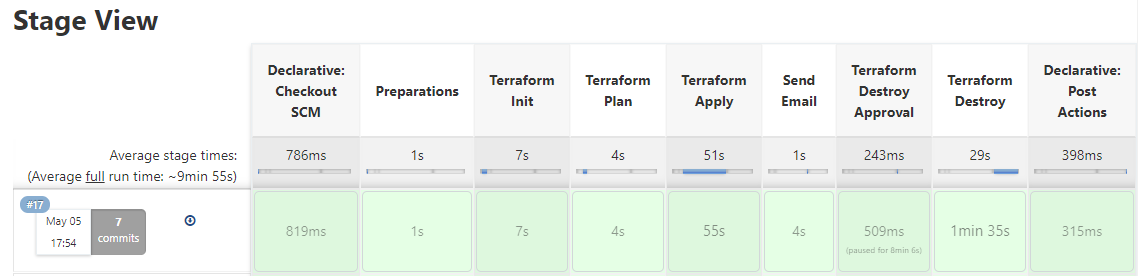 Stage View
Declarative:
Checkout
SCM
Preparations
Terraform
Init
Terraform
Plan
Terraform
Apply
Send
Email
Terraform
Destroy
Approval
Terraform
Destroy
Declarative:
Post
Actions
Average stage times:
(Average full run time: ~9min 55s)
786ms
1s
7s
4s
51s
1s
243ms
29s
398ms
#17
May 05
17:54
7
commits
819ms
1s
7s
4s
55s
4s
509ms
(paused for 8min 6s)
1min 35s
315ms